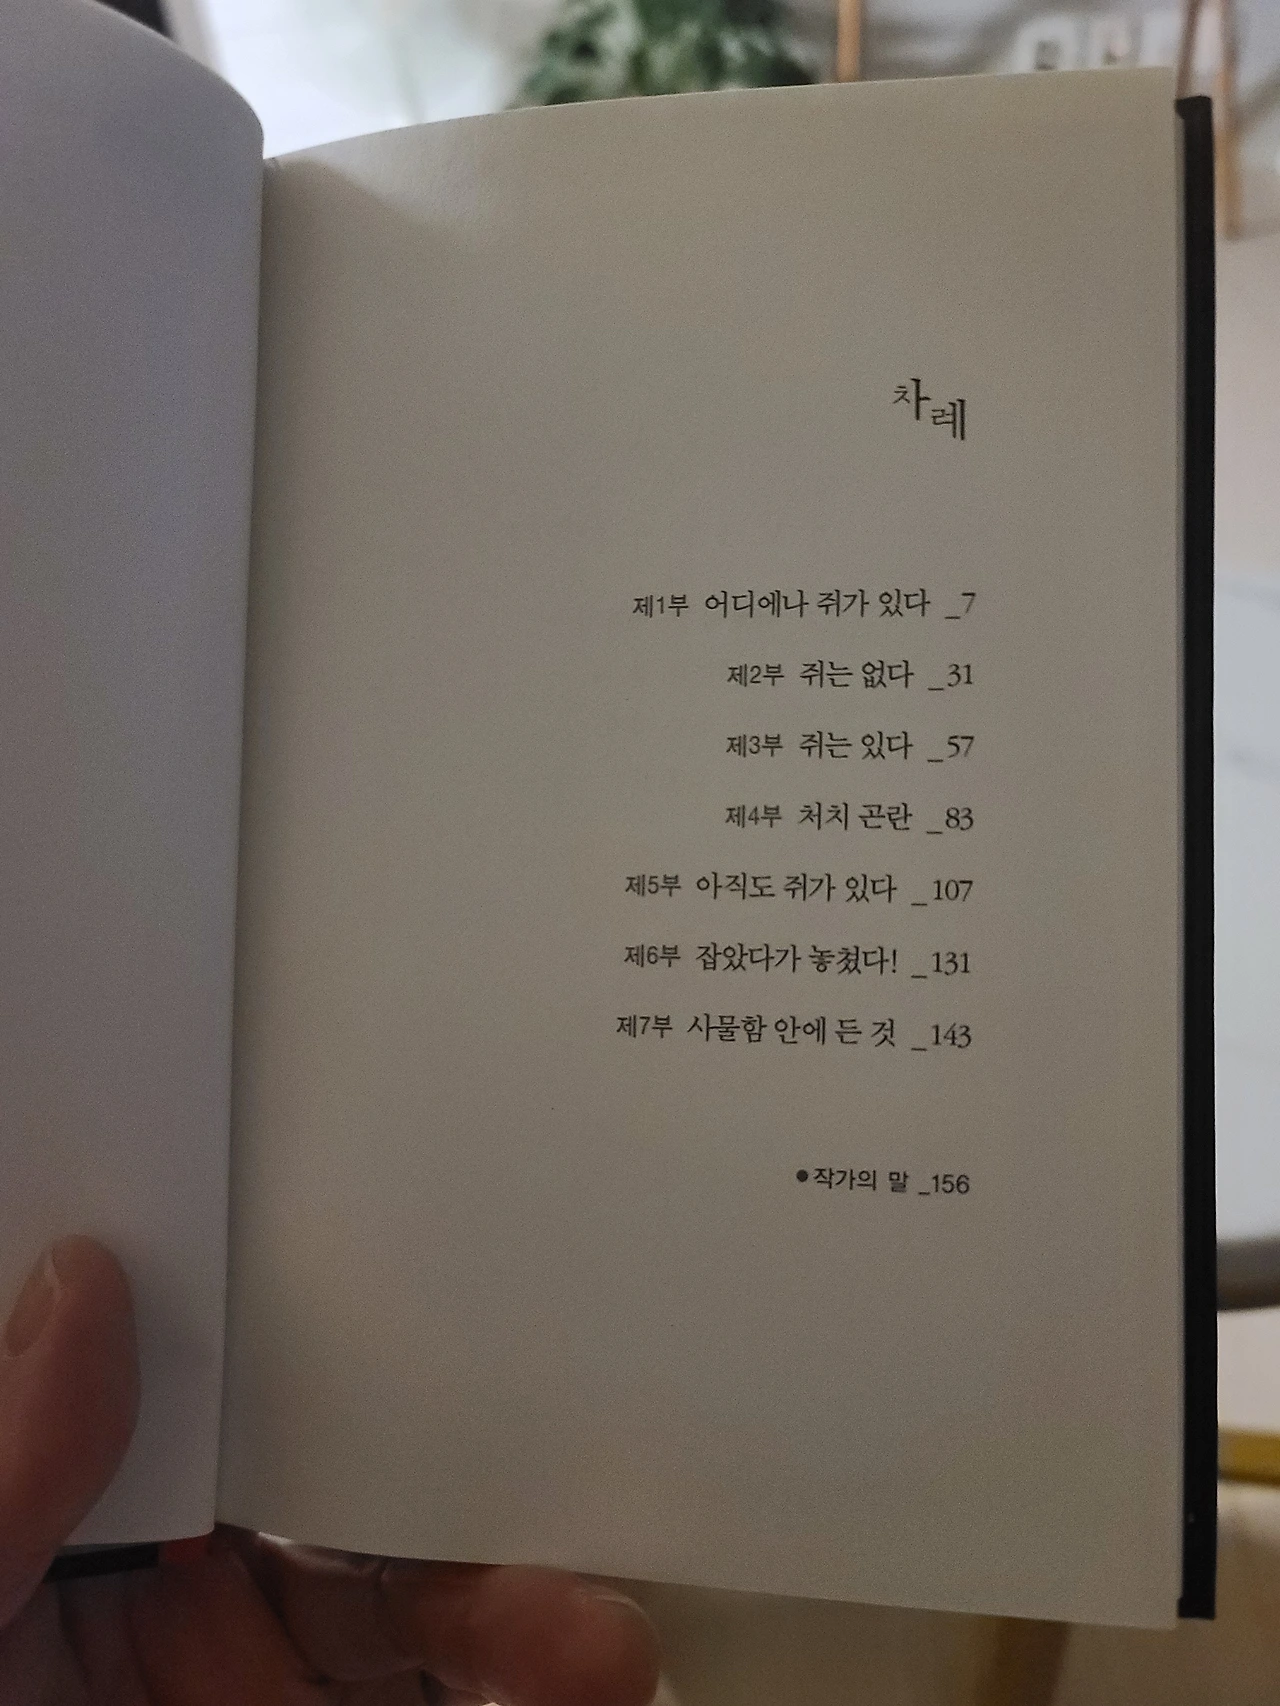 차례
제1부 어디에나 쥐가 있다 _7
제2부 쥐는 없다 _31
제3부 쥐는 있다 _57
제4부 처치 곤란 _83
제5부 아직도 쥐가 있다 _107
제6부 잡았다가 놓쳤다! _131
제7부 사물함 안에 든 것 _143
●작가의 말 _156